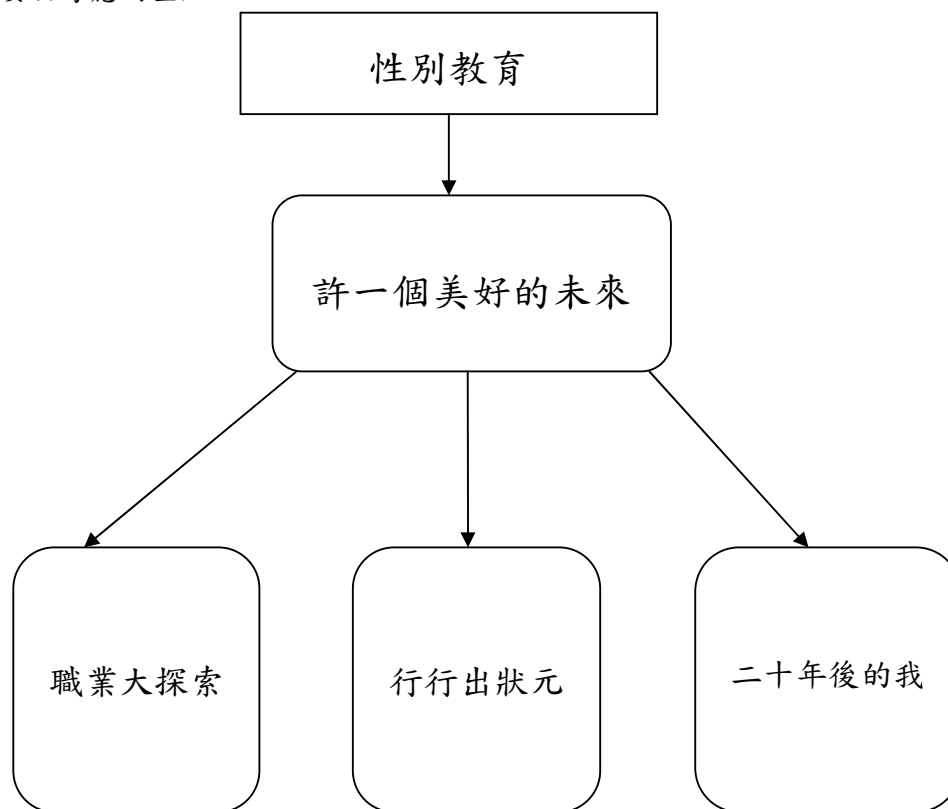 性別教育
許一個美好的未來
職業大探索
行行出狀元
二十年後的我